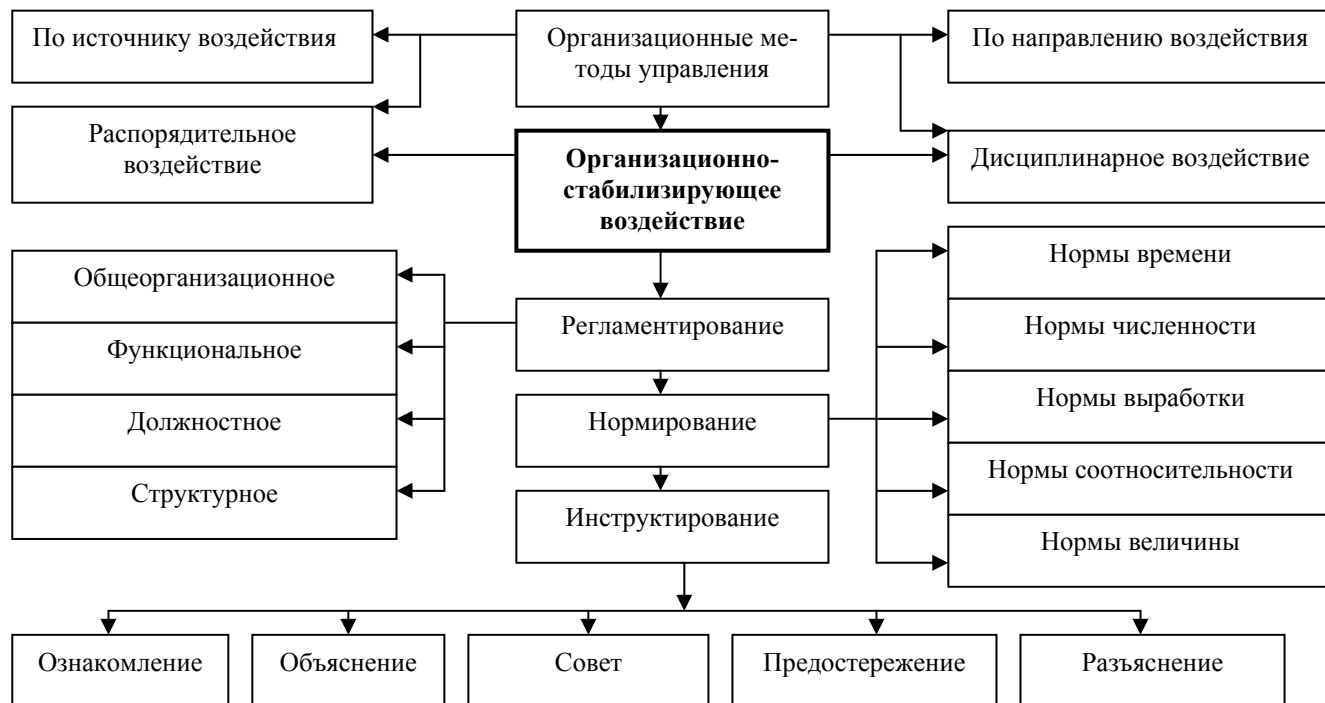 По источнику воздействия
Организационные ме-
тоды управления
По направлению воздействия
Распорядительное
воздействие
Организационно-
стабилизирующее
воздействие
Дисциплинарное воздействие
Общеорганизационное
Функциональное
Должностное
Структурное
Регламентирование
Нормирование
Инструктирование
Нормы времени
Нормы численности
Нормы выработки
Нормы соотносительности
Нормы величины
Ознакомление
Объяснение
Совет
Предостережение
Разъяснение